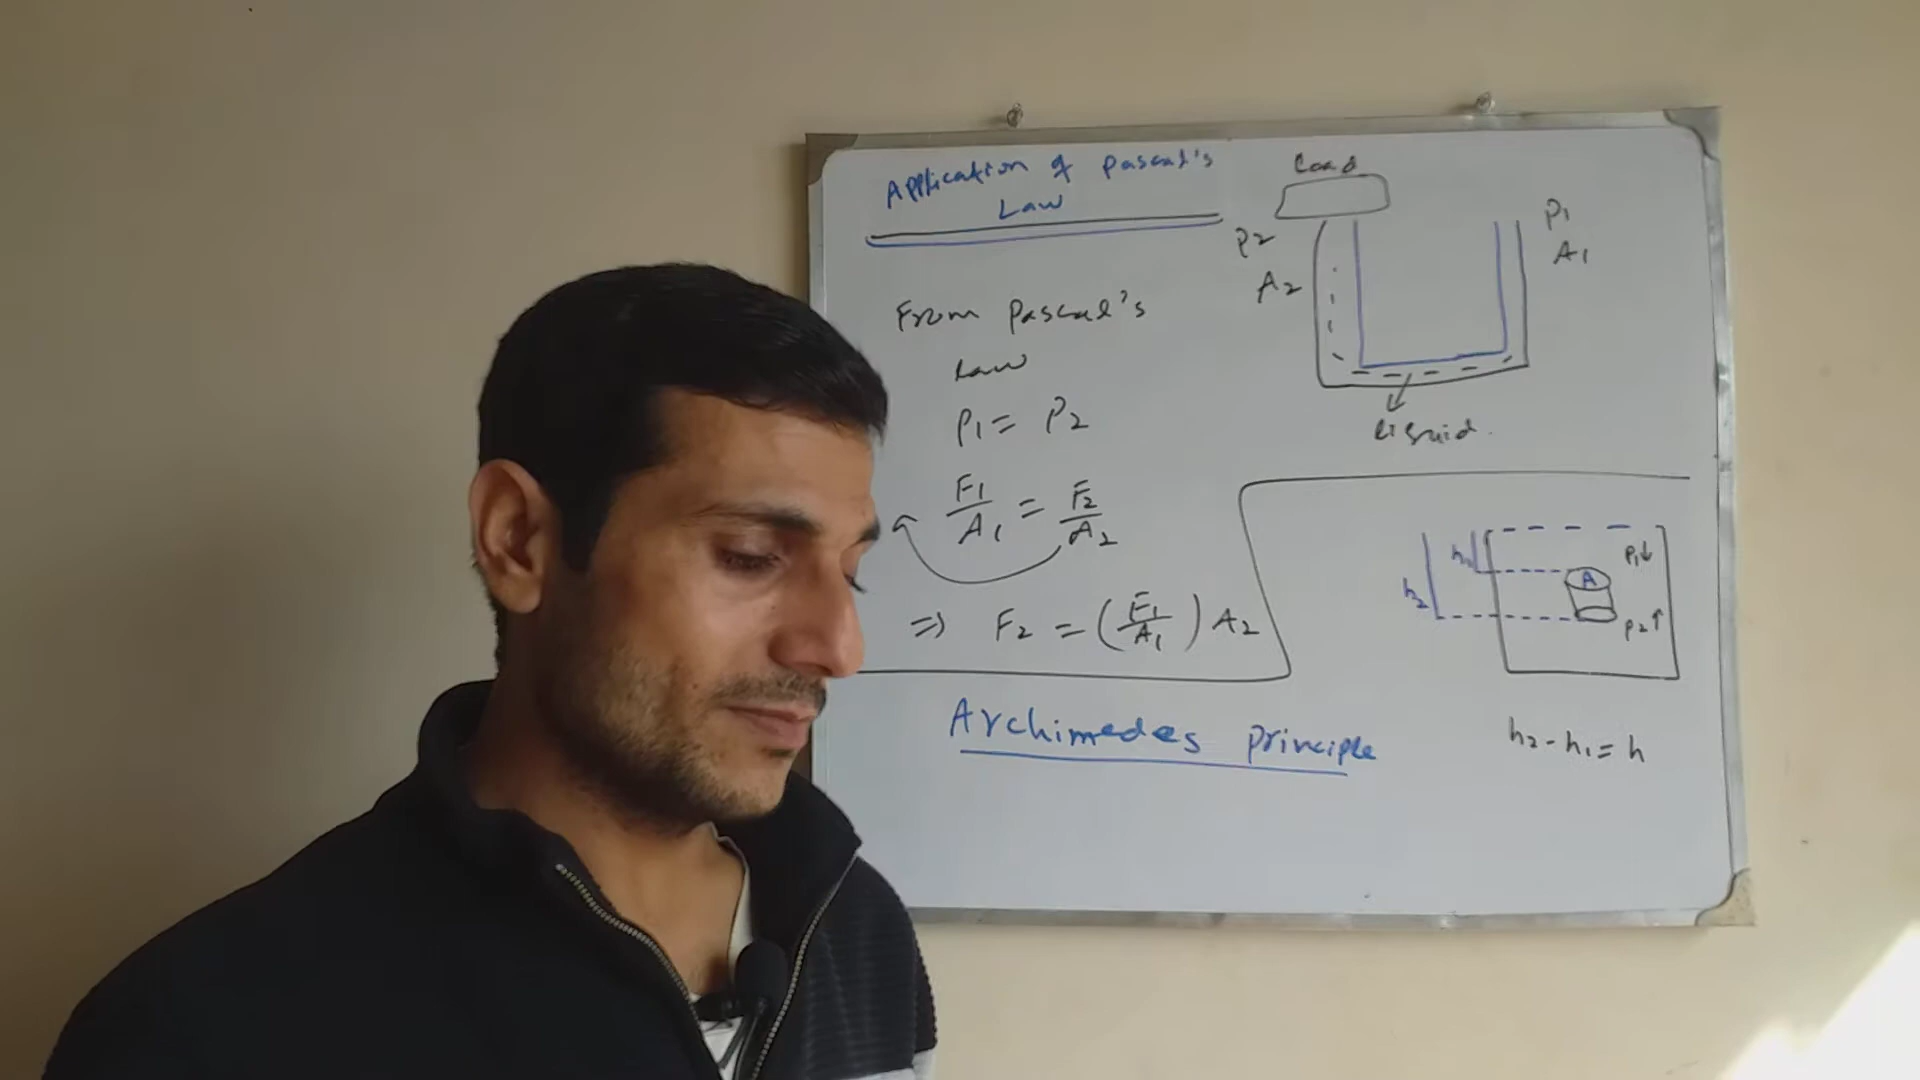 Application of pascal's
Law
From pascal's
Law
P1 = P2
F1/A1 = F2/A2
⇒ F2 = (F1/A1) A2
Load
P2
A2
P1
A1
liquid.
h1
h2
A
P1↓
P2↑
h2 - h1 = h
Archimedes principle